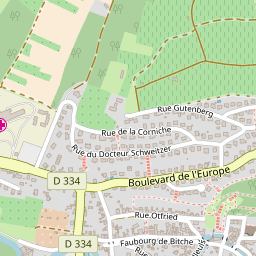 Rue Gutenberg
Rue de la Corniche
Rue du Docteur Schweitzer
Boulevard de l'Europe
D 334
Rue Otfried
D 334
Faubourg de Bitche